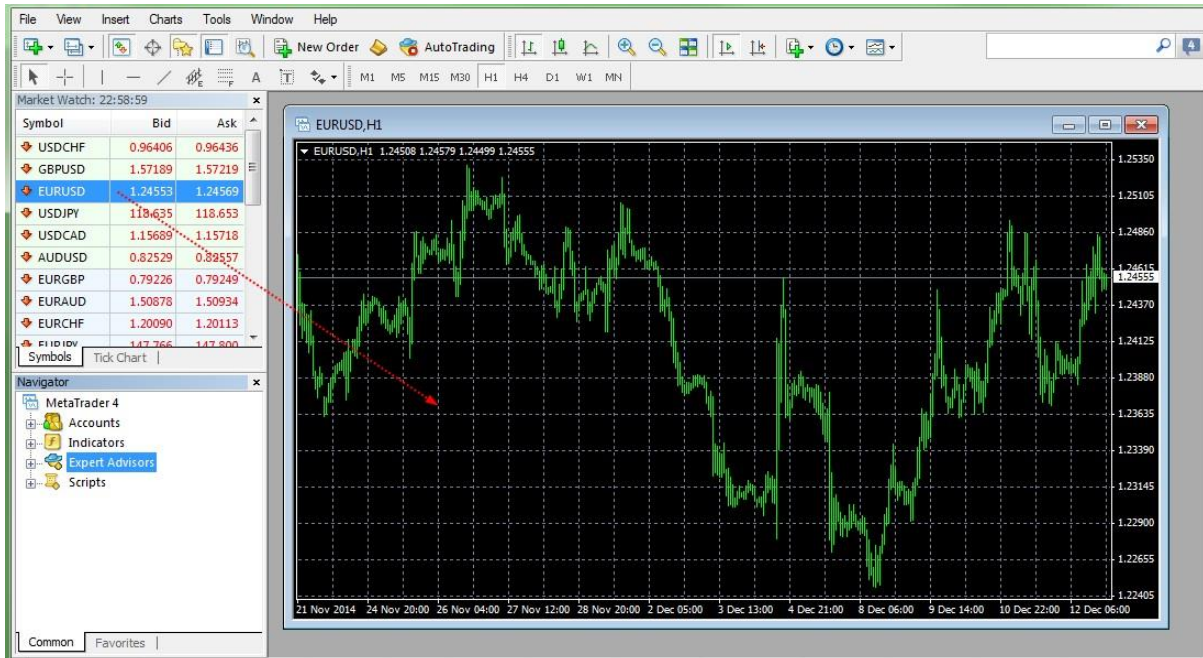 File View Insert Charts Tools Window Help
New Order AutoTrading
4
E F A T M1 M5 M15 M30 H1 H4 D1 W1 MN
Market Watch: 22:58:59
Symbol Bid Ask
USDCHF 0.96406 0.96436
GBPUSD 1.57189 1.57219
EURUSD 1.24553 1.24569
USDJPY 118.635 118.653
USDCAD 1.15689 1.15718
AUDUSD 0.82529 0.82557
EURGBP 0.79226 0.79249
EURAUD 1.50878 1.50934
EURCHF 1.20090 1.20113
EURJPY 147.766 147.800
Symbols Tick Chart
Navigator
MetaTrader 4
Accounts
Indicators
Expert Advisors
Scripts
Common Favorites
EURUSD,H1
EURUSD,H1 1.24508 1.24579 1.24499 1.24555
1.25350
1.25105
1.24860
1.24615
1.24555
1.24370
1.24125
1.23880
1.23635
1.23390
1.23145
1.22900
1.22655
1.22405
21 Nov 2014 24 Nov 20:00 26 Nov 04:00 27 Nov 12:00 28 Nov 20:00 2 Dec 05:00 3 Dec 13:00 4 Dec 21:00 8 Dec 06:00 9 Dec 14:00 10 Dec 22:00 12 Dec 06:00